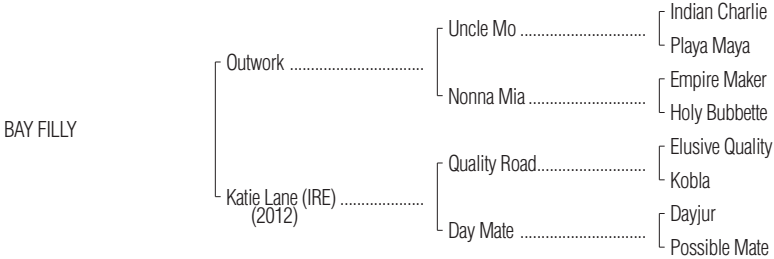 Indian Charlie
Uncle Mo ..............................
Playa Maya
Outwork ................................
Empire Maker
Nonna Mia ............................
Holy Bubbette
BAY FILLY
Elusive Quality
Quality Road..........................
Kobla
Katie Lane (IRE) ....................
(2012)
Dayjur
Day Mate ..............................
Possible Mate